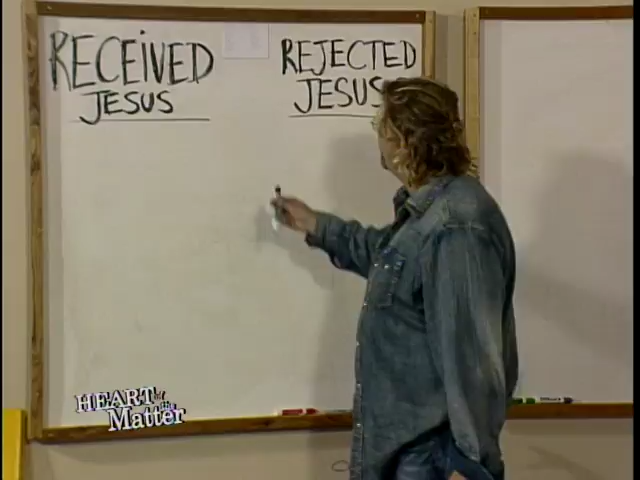 RECEIVED
JESUS
REJECTED
JESUS
HEART of the
Matter